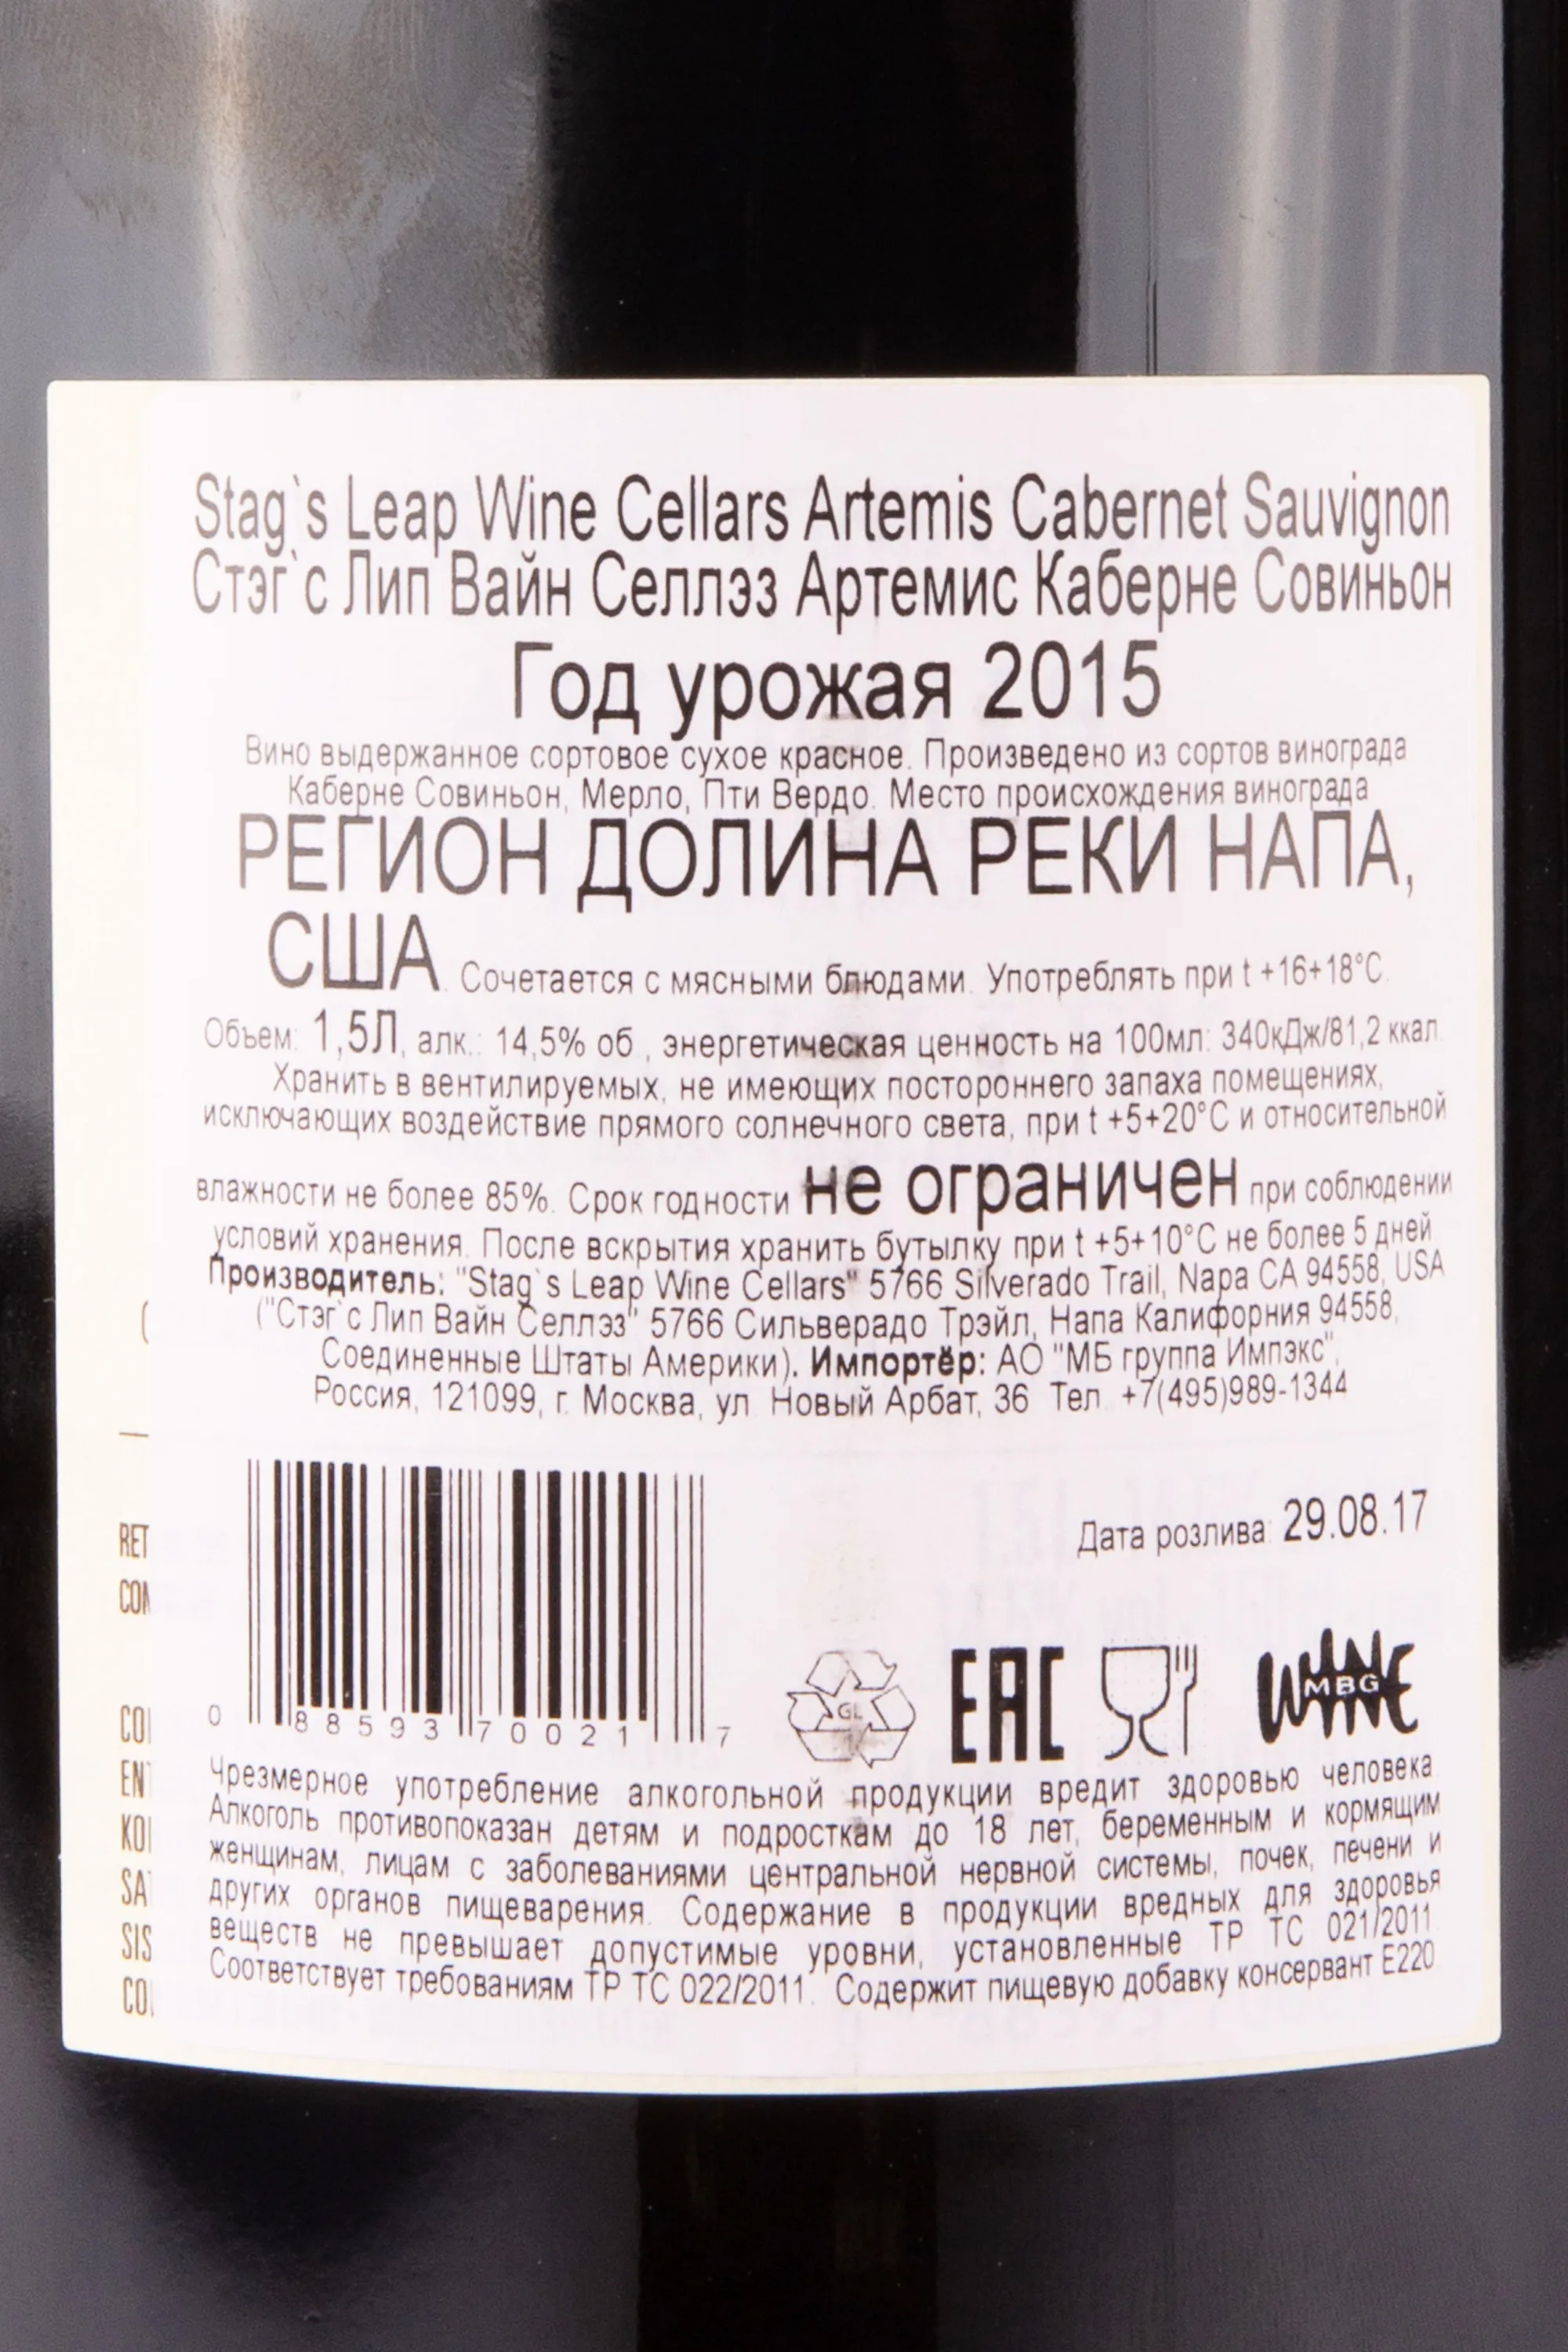 Stag`s Leap Wine Cellars Artemis Cabernet Sauvignon
Стэг`с Лип Вайн Селлэз Артемис Каберне Совиньон
Год урожая 2015
Вино выдержанное сортовое сухое красное. Произведено из сортов винограда
Каберне Совиньон, Мерло, Пти Вердо. Место происхождения винограда
РЕГИОН ДОЛИНА РЕКИ НАПА,
США. Сочетается с мясными блюдами. Употреблять при t +16+18°С.
Объем: 1,5Л, алк.: 14,5% об., энергетическая ценность на 100мл: 340кДж/81,2 ккал.
Хранить в вентилируемых, не имеющих постороннего запаха помещениях,
исключающих воздействие прямого солнечного света, при t +5+20°С и относительной
влажности не более 85%. Срок годности не ограничен при соблюдении
условий хранения. После вскрытия хранить бутылку при t +5+10°С не более 5 дней
Производитель: "Stag`s Leap Wine Cellars" 5766 Silverado Trail, Napa CA 94558, USA
("Стэг`с Лип Вайн Селлэз" 5766 Сильверадо Трэйл, Напа Калифорния 94558,
Соединенные Штаты Америки). Импортёр: АО "МБ группа Импэкс",
Россия, 121099, г. Москва, ул. Новый Арбат, 36 Тел. +7(495)989-1344
Дата розлива: 29.08.17
0 88593 70021 7
GL
EAC
WINE
MBG
Чрезмерное употребление алкогольной продукции вредит здоровью человека.
Алкоголь противопоказан детям и подросткам до 18 лет, беременным и кормящим
женщинам, лицам с заболеваниями центральной нервной системы, почек, печени и
других органов пищеварения. Содержание в продукции вредных для здоровья
веществ не превышает допустимые уровни, установленные ТР ТС 021/2011
Соответствует требованиям ТР ТС 022/2011. Содержит пищевую добавку консервант Е220